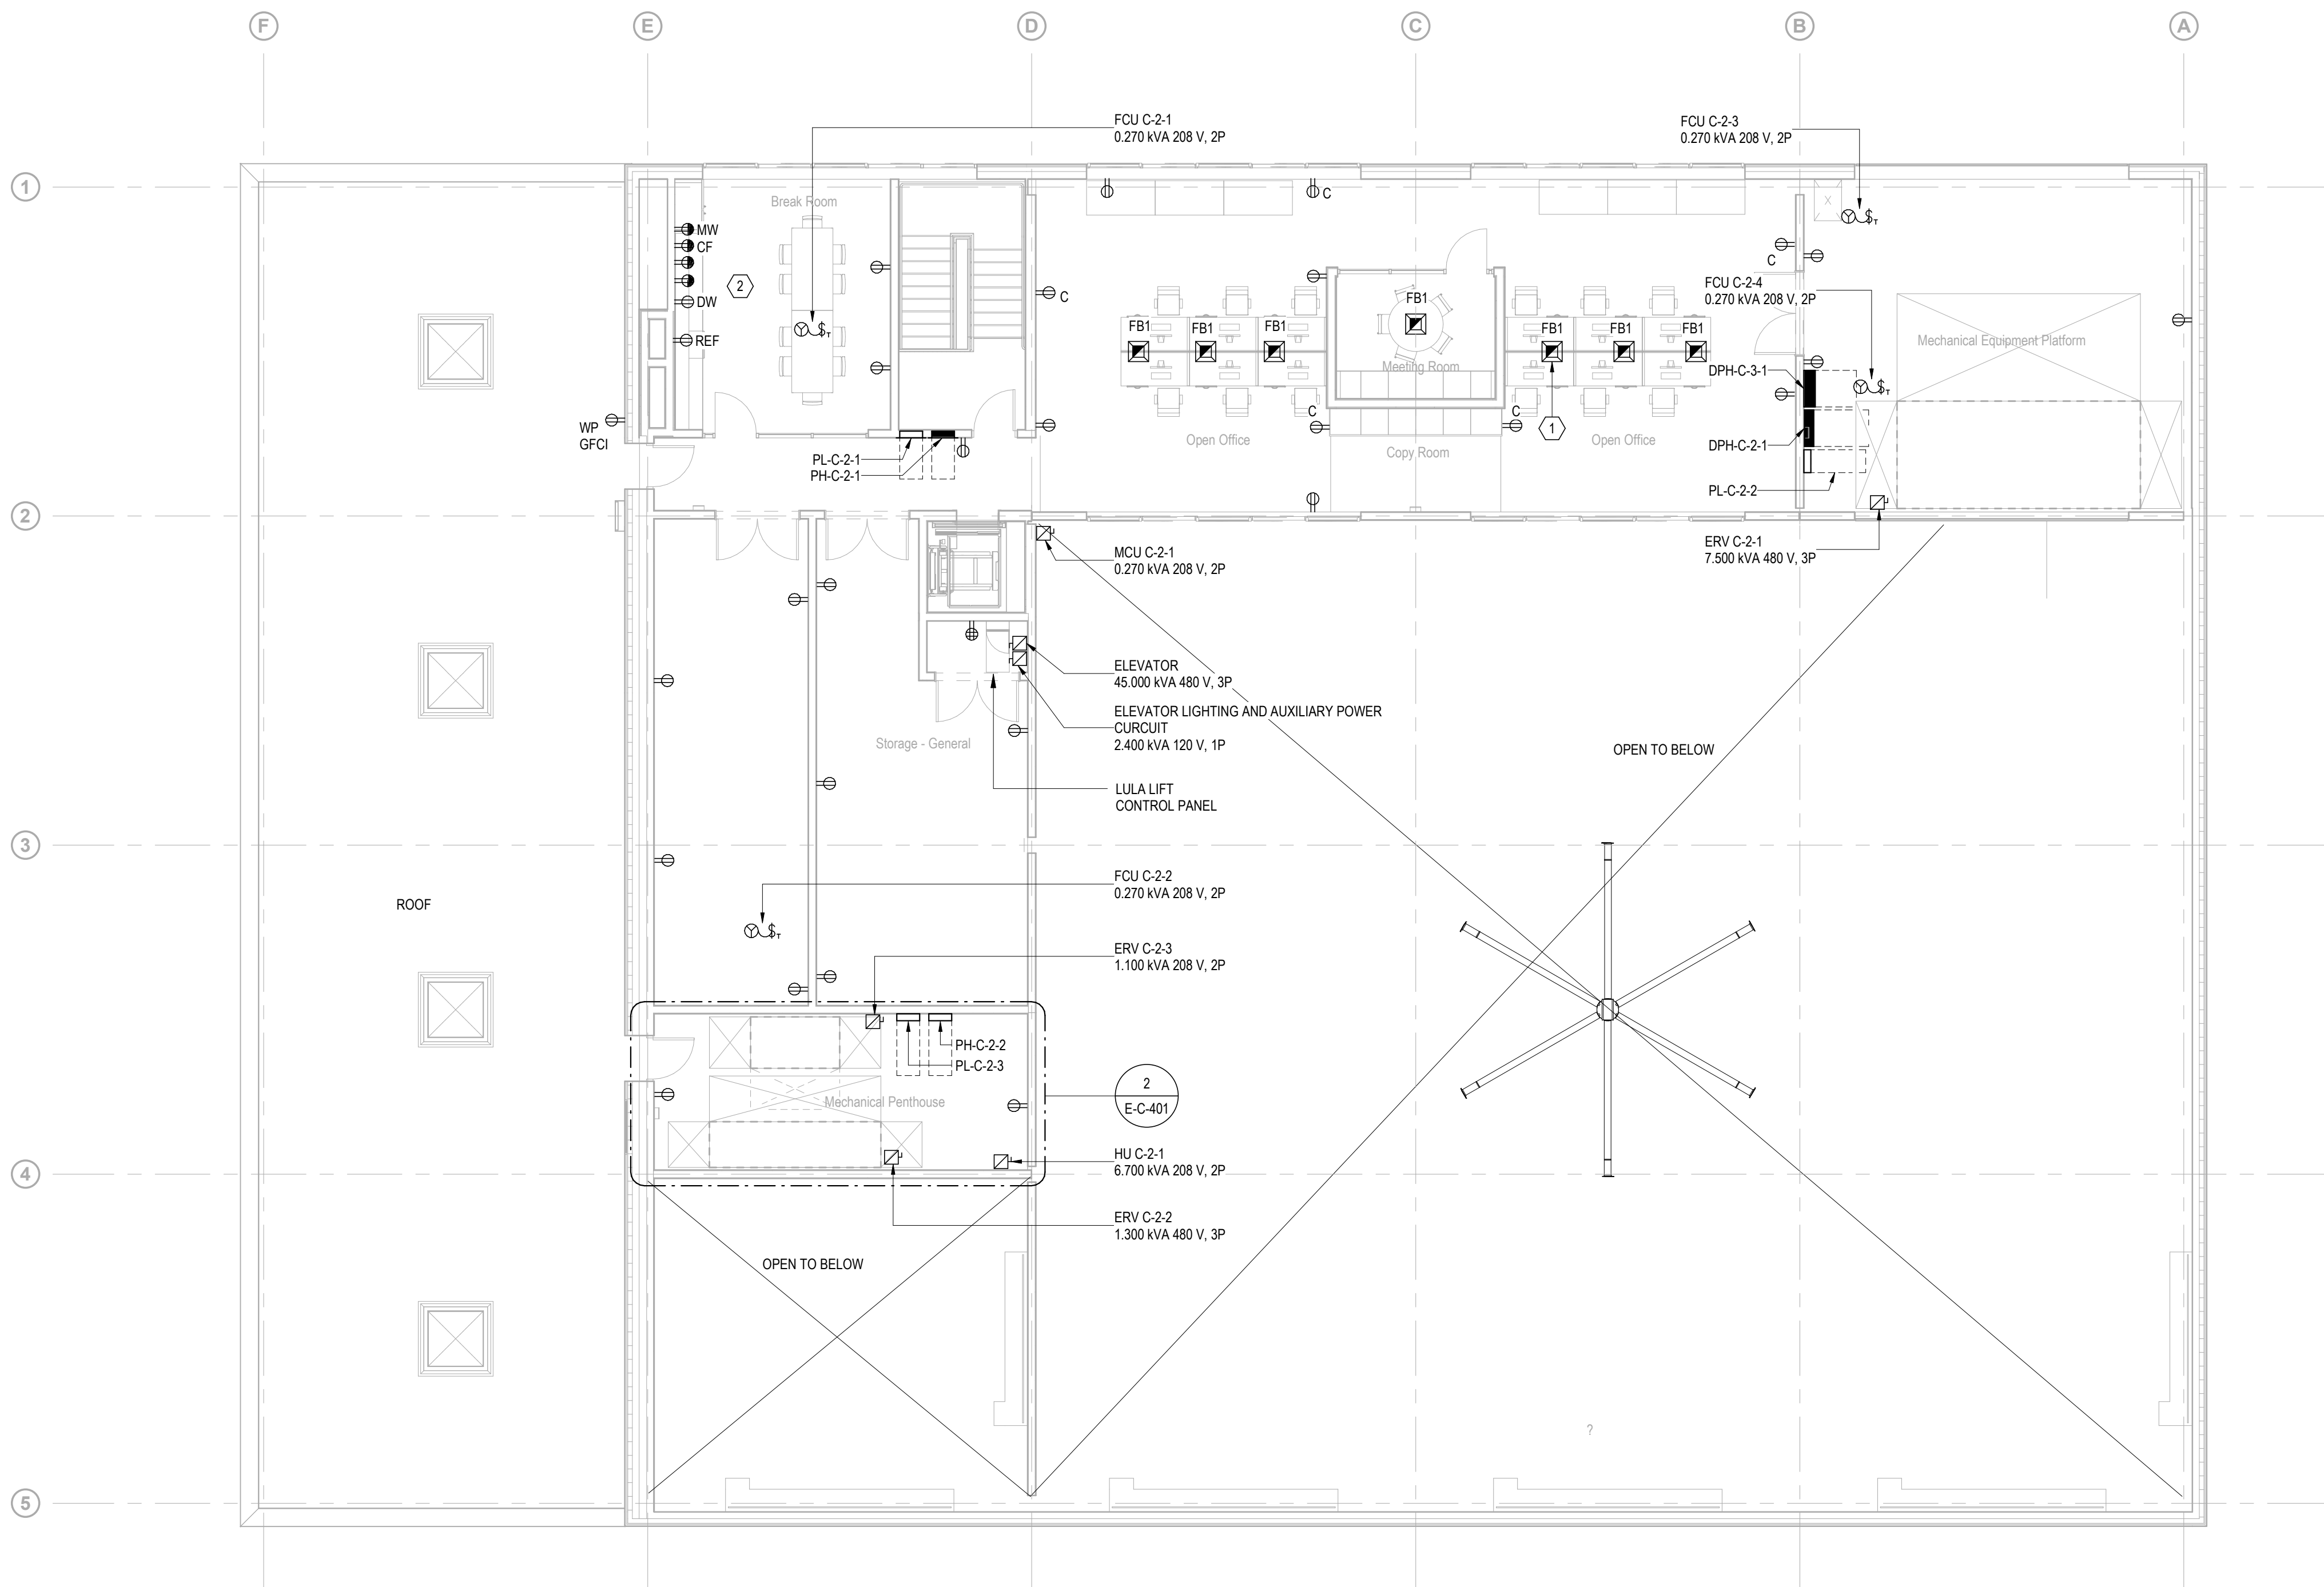 F
E
D
C
B
A
FCU C-2-1
0.270 kVA 208 V, 2P
FCU C-2-3
0.270 kVA 208 V, 2P
1
Break Room
C
MW
CF
DW
REF
2
$T
$T
C
C
FCU C-2-4
0.270 kVA 208 V, 2P
FB1
FB1
FB1
FB1
FB1
FB1
FB1
Mechanical Equipment Platform
Meeting Room
DPH-C-3-1
$T
WP
GFCI
C
C
1
Open Office
Open Office
Copy Room
DPH-C-2-1
PL-C-2-1
PH-C-2-1
PL-C-2-2
2
MCU C-2-1
0.270 kVA 208 V, 2P
ERV C-2-1
7.500 kVA 480 V, 3P
ELEVATOR
45.000 kVA 480 V, 3P
ELEVATOR LIGHTING AND AUXILIARY POWER
CURCUIT
2.400 kVA 120 V, 1P
Storage - General
OPEN TO BELOW
LULA LIFT
CONTROL PANEL
3
FCU C-2-2
0.270 kVA 208 V, 2P
ROOF
$T
ERV C-2-3
1.100 kVA 208 V, 2P
PH-C-2-2
PL-C-2-3
2
E-C-401
Mechanical Penthouse
4
HU C-2-1
6.700 kVA 208 V, 2P
ERV C-2-2
1.300 kVA 480 V, 3P
OPEN TO BELOW
?
5